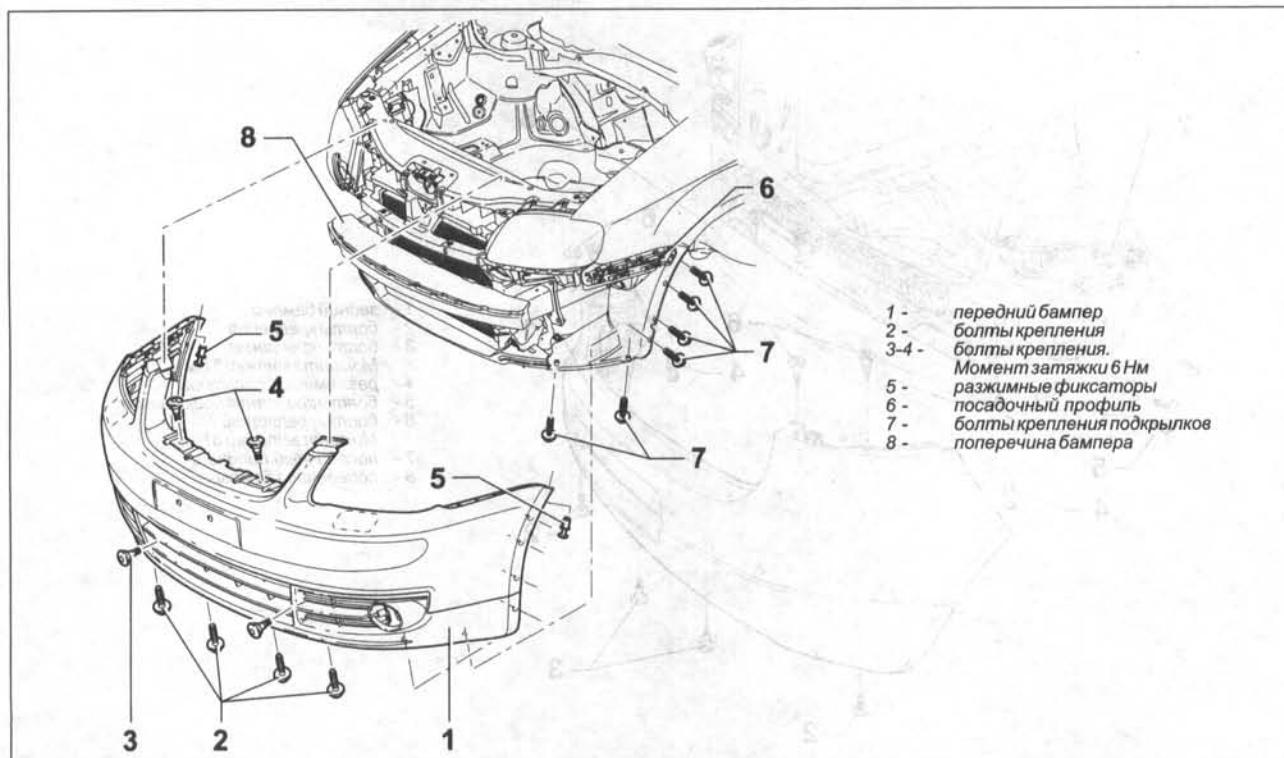 8
6
5
4
7
7
5
3
2
1
1 - передний бампер
2 - болты крепления
3-4 - болты крепления.
Момент затяжки 6 Нм
5 - разжимные фиксаторы
6 - посадочный профиль
7 - болты крепления подкрылков
8 - поперечина бампера